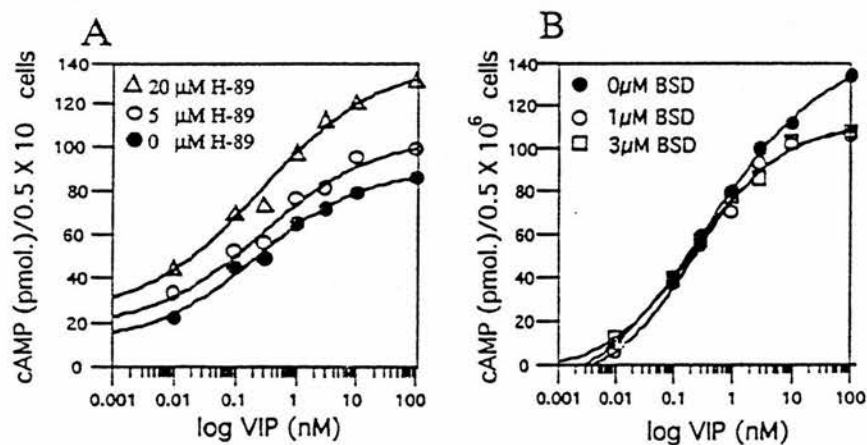 A
△ 20 µM H-89
○ 5 µM H-89
● 0 µM H-89
cAMP (pmol.)/0.5 X 10 cells
140
120
100
80
60
40
20
0
0.001 0.01 0.1 1 10 100
log VIP (nM)
B
● 0µM BSD
○ 1µM BSD
□ 3µM BSD
cAMP (pmol.)/0.5 X 10⁶ cells
140
120
100
80
60
40
20
0
0.001 0.01 0.1 1 10 100
log VIP (nM)